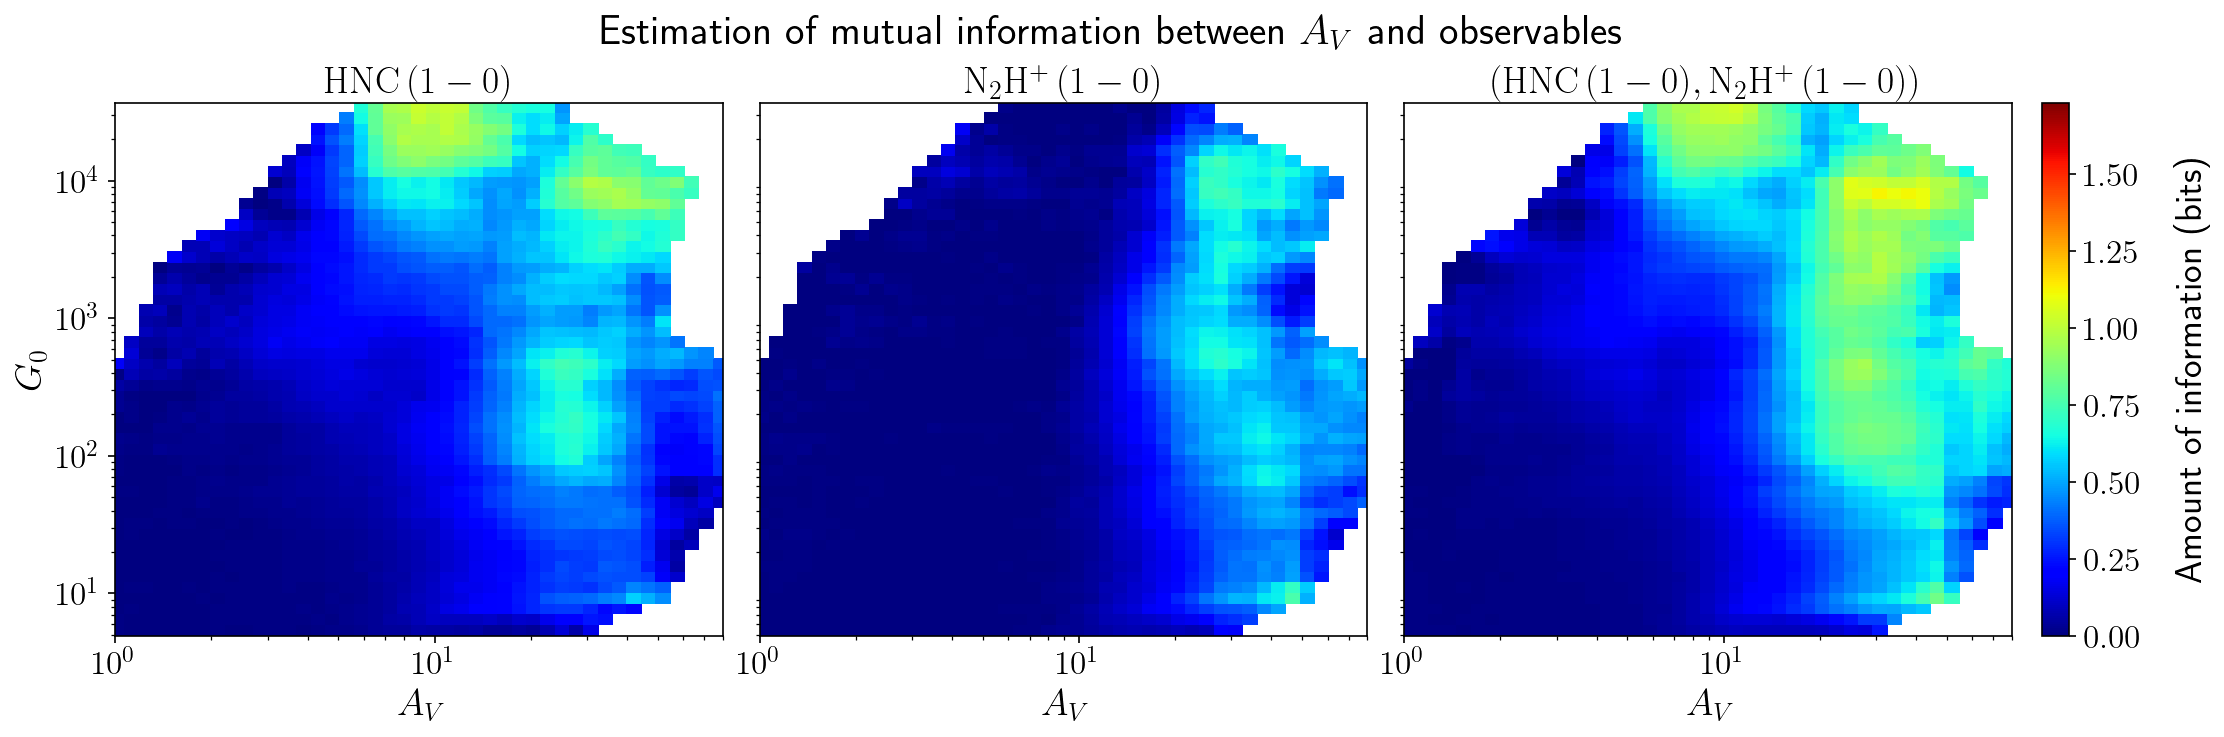 Estimation of mutual information between A_V and observables
HNC (1 − 0)
N₂H⁺ (1 − 0)
(HNC (1 − 0), N₂H⁺ (1 − 0))
G₀
10⁴
10³
10²
10¹
10⁰ 10¹
A_V
10⁰ 10¹
A_V
10⁰ 10¹
A_V
1.50
1.25
1.00
0.75
0.50
0.25
0.00
Amount of information (bits)